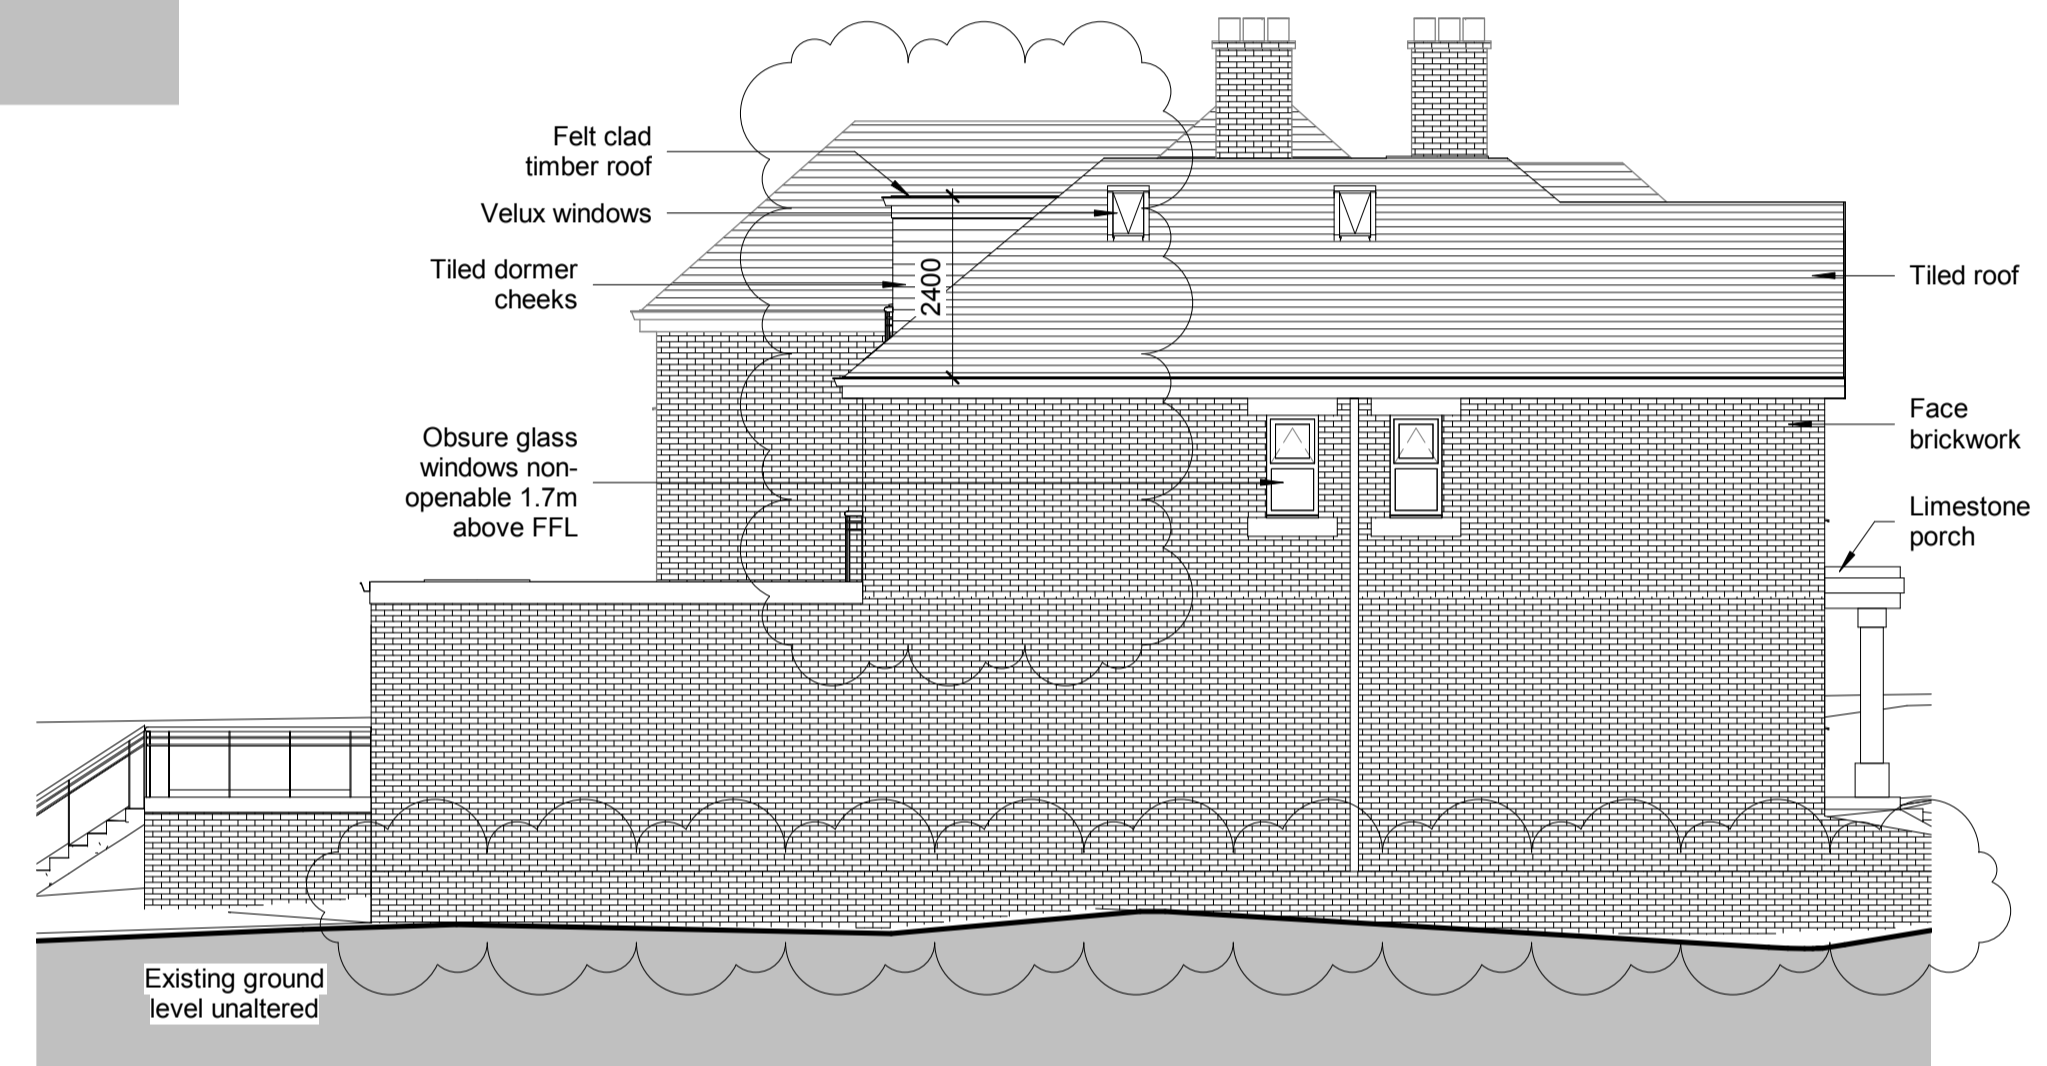 Felt clad
timber roof
Velux windows
Tiled dormer
cheeks
2400
Tiled roof
Face
brickwork
Obsure glass
windows non-
openable 1.7m
above FFL
Limestone
porch
Existing ground
level unaltered